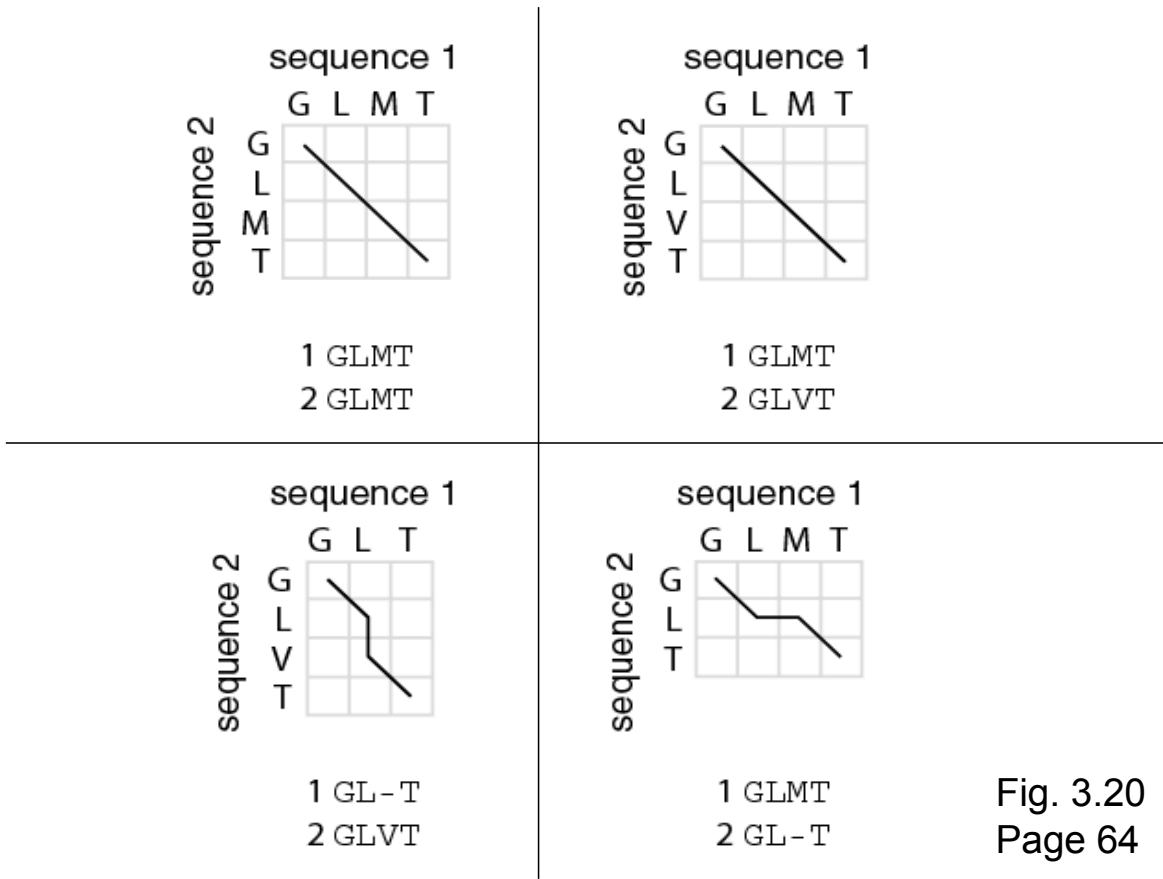 sequence 1
G L M T
sequence 2
G
L
M
T
1 GLMT
2 GLMT
sequence 1
G L M T
sequence 2
G
L
V
T
1 GLMT
2 GLVT
sequence 1
G L T
sequence 2
G
L
V
T
1 GL-T
2 GLVT
sequence 1
G L M T
sequence 2
G
L
T
1 GLMT
2 GL-T
Fig. 3.20
Page 64